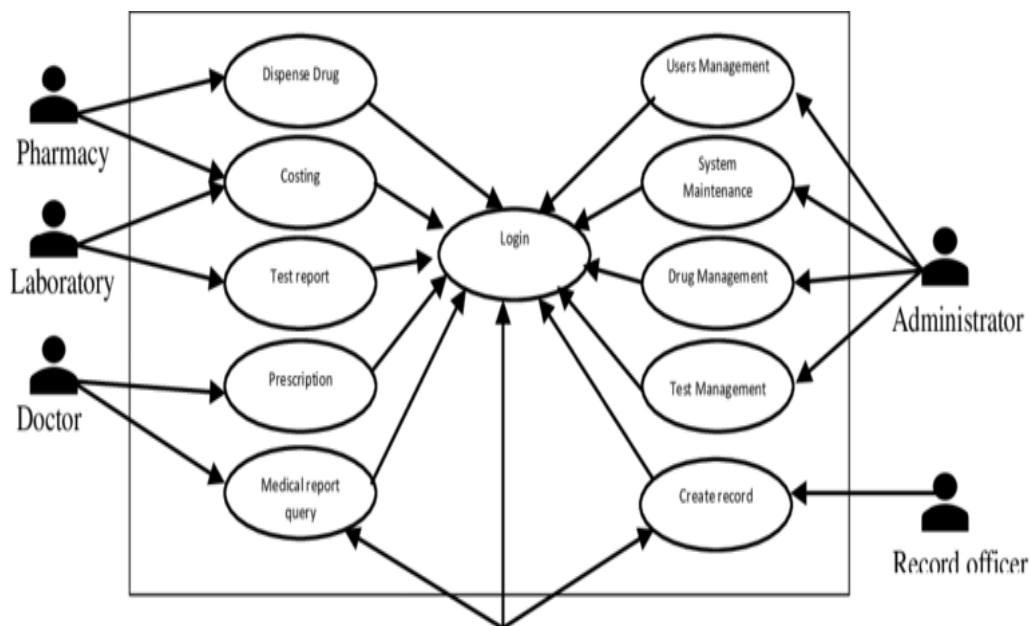 Dispense Drug
Users Management
Pharmacy
Costing
System
Maintenance
Login
Laboratory
Test report
Drug Management
Administrator
Prescription
Test Management
Doctor
Medical report
query
Create record
Record officer